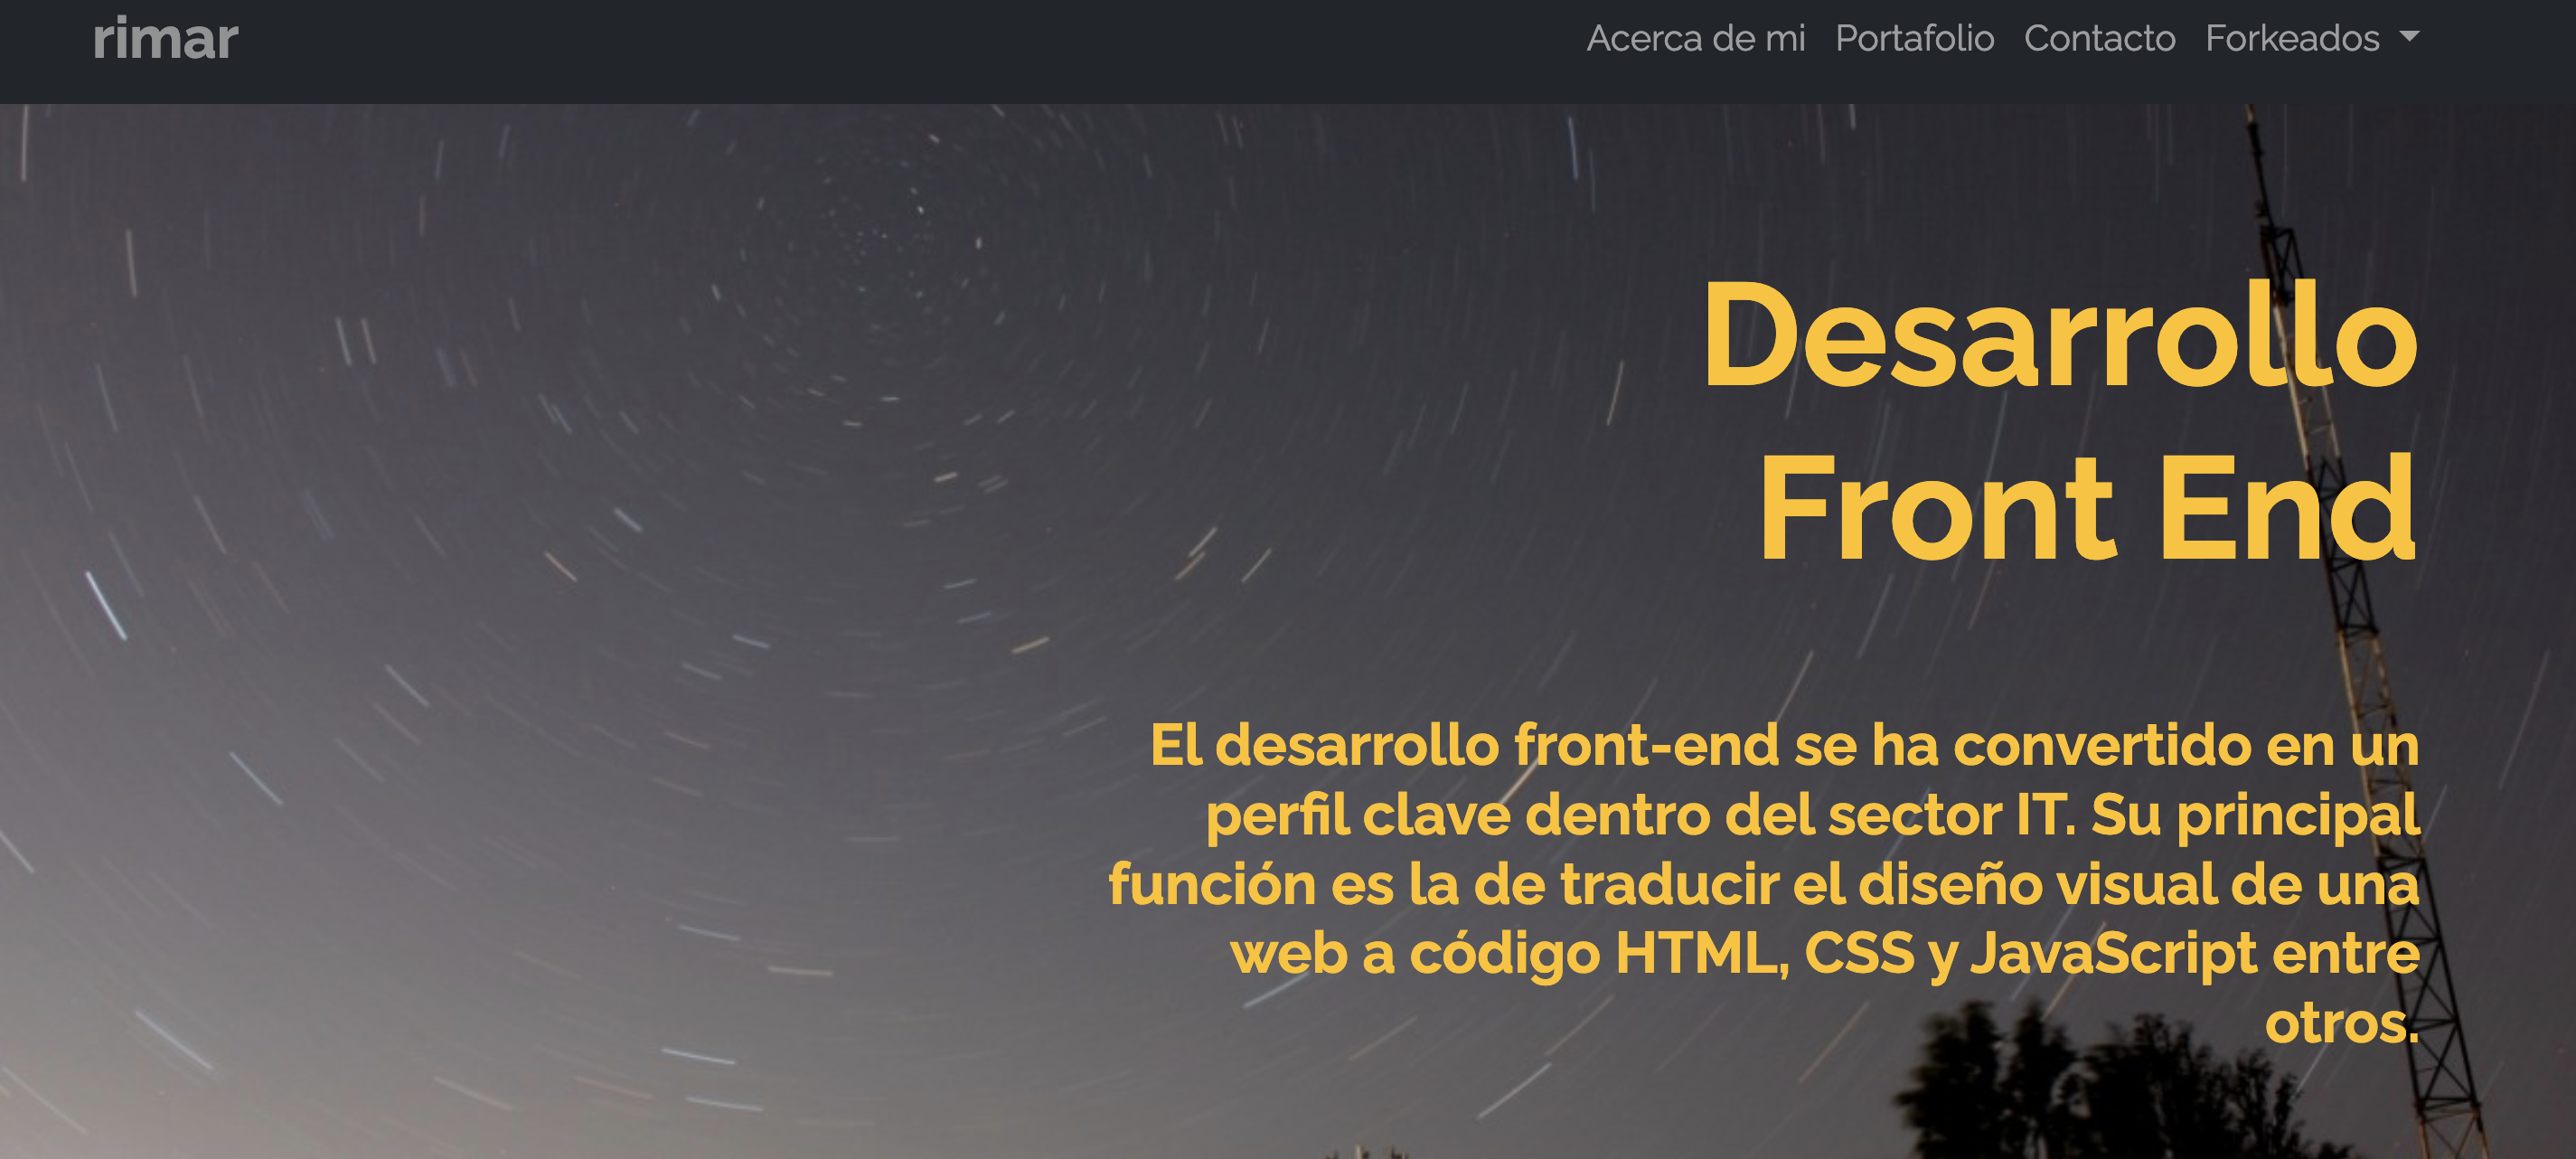 rimar
Acerca de mi Portafolio Contacto Forkeados
Desarrollo
Front End
El desarrollo front-end se ha convertido en un
perfil clave dentro del sector IT. Su principal
función es la de traducir el diseño visual de una
web a código HTML, CSS y JavaScript entre
otros.